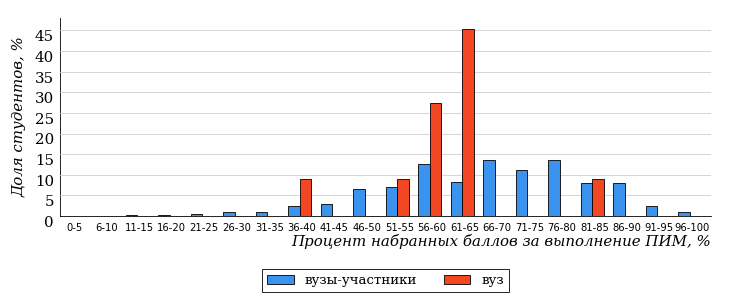 Доля студентов, %
45
40
35
30
25
20
15
10
5
0
0-5 6-10 11-15 16-20 21-25 26-30 31-35 36-40 41-45 46-50 51-55 56-60 61-65 66-70 71-75 76-80 81-85 86-90 91-95 96-100
Процент набранных баллов за выполнение ПИМ, %
вузы-участники вуз